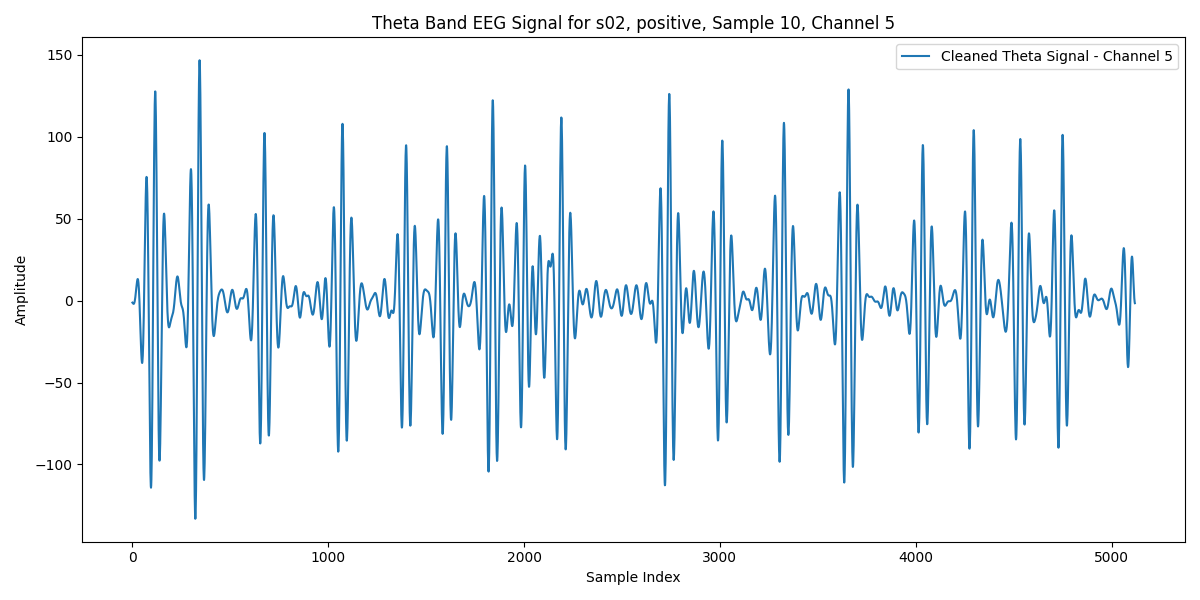 Theta Band EEG Signal for s02, positive, Sample 10, Channel 5
Cleaned Theta Signal - Channel 5
Amplitude
150
100
50
0
−50
−100
0 1000 2000 3000 4000 5000
Sample Index